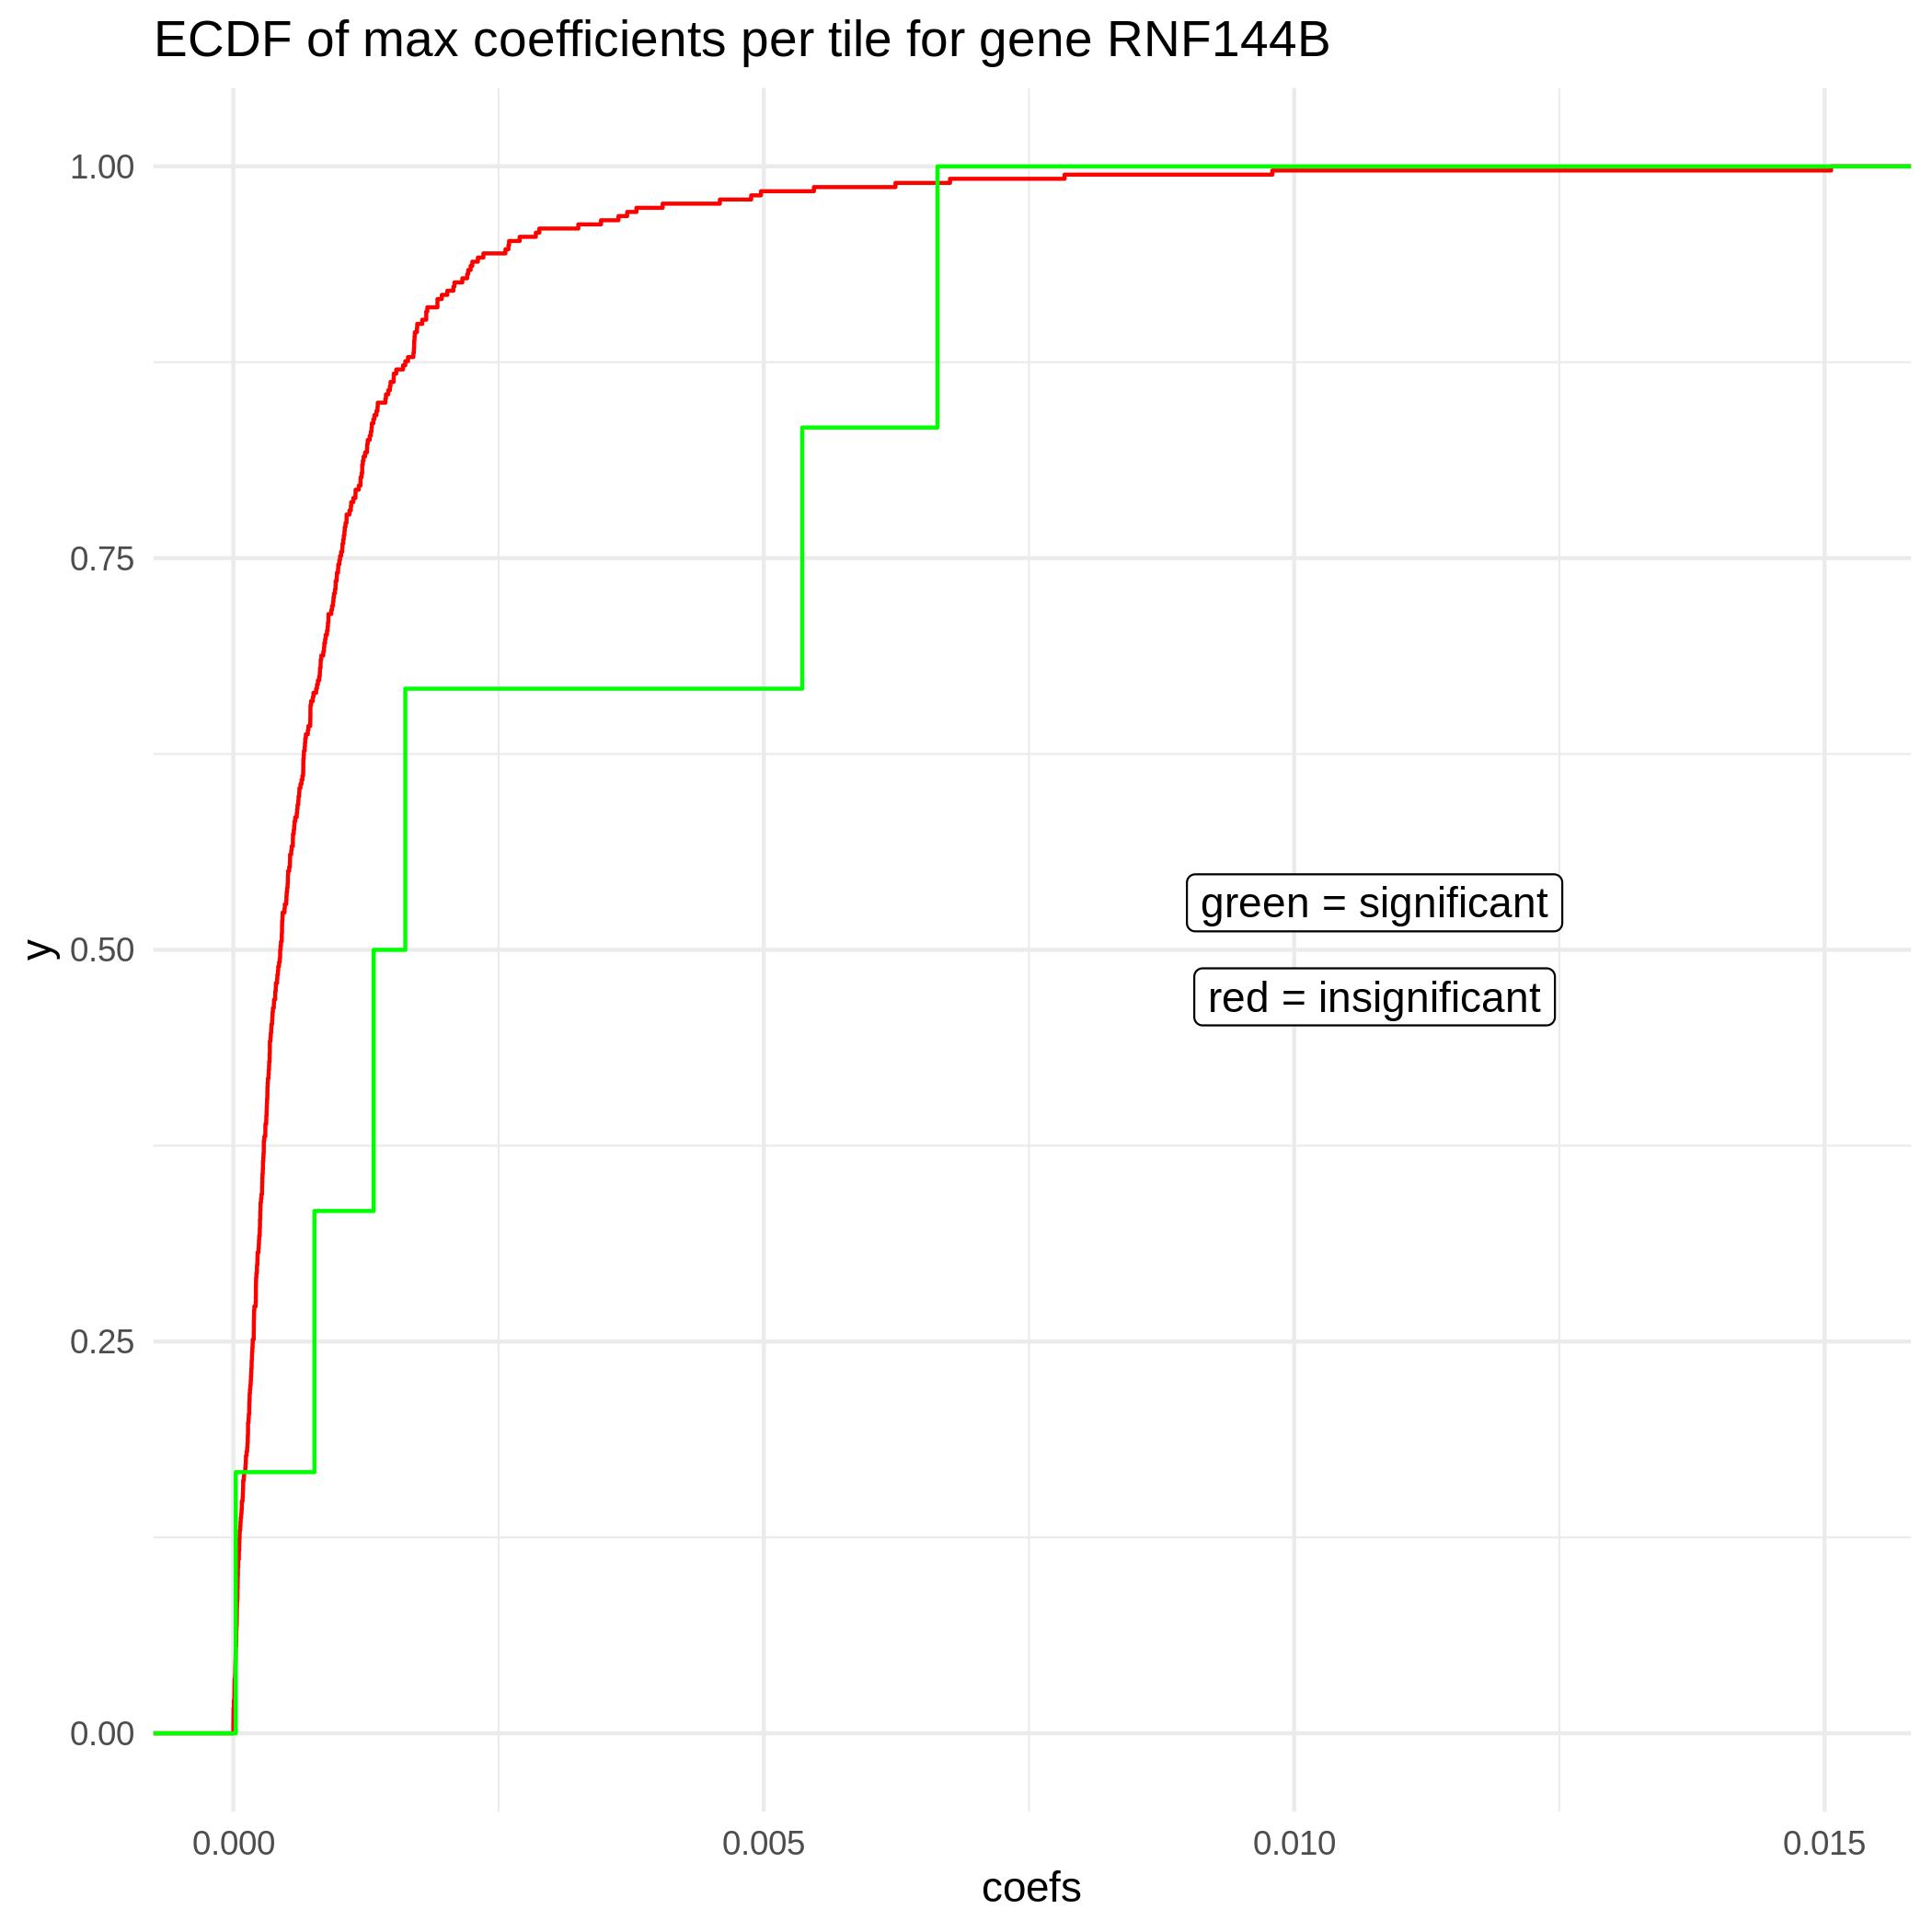 ECDF of max coefficients per tile for gene RNF144B
1.00
0.75
0.50
0.25
0.00
y
green = significant
red = insignificant
0.000 0.005 0.010 0.015
coefs